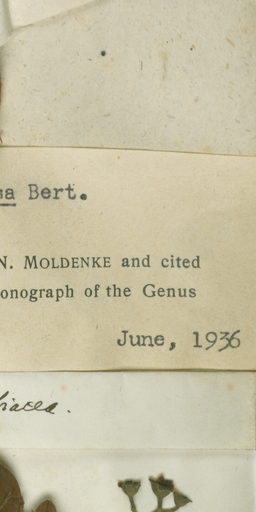 sa Bert.
N. MOLDENKE and cited
onograph of the Genus
June, 1936